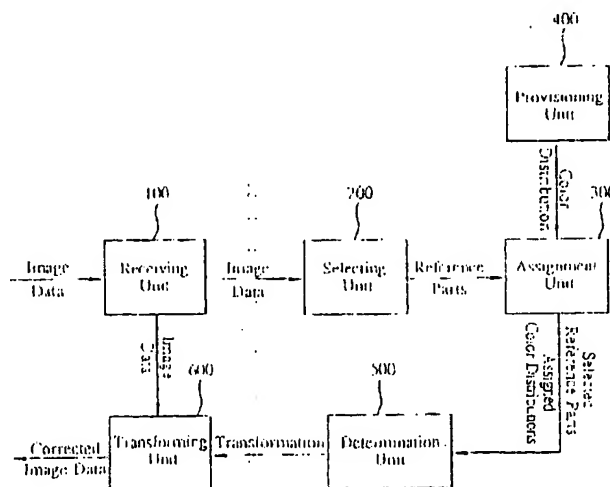 400
Provisioning
Unit
Color
Distribution
100
200
300
Image
Data
Receiving
Unit
Image
Data
Selecting
Unit
Reference
Parts
Assignment
Unit
Image
Data
Selected
Reference Parts
Assigned
Color Distributions
600
500
Corrected
Image Data
Transforming
Unit
Transformation
Determination
Unit